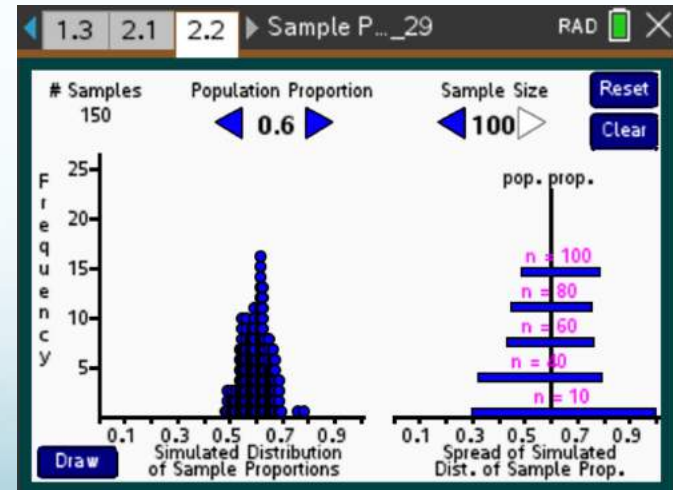 1.3 2.1 2.2 Sample P..._29 RAD
# Samples
150
Population Proportion
0.6
Sample Size
100
Reset
Clear
Frequency
25
20
15
10
5
0.1 0.3 0.5 0.7 0.9
Simulated Distribution
of Sample Proportions
Draw
pop. prop.
n = 100
n = 80
n = 60
n = 40
n = 10
0.1 0.3 0.5 0.7 0.9
Spread of Simulated
Dist. of Sample Prop.